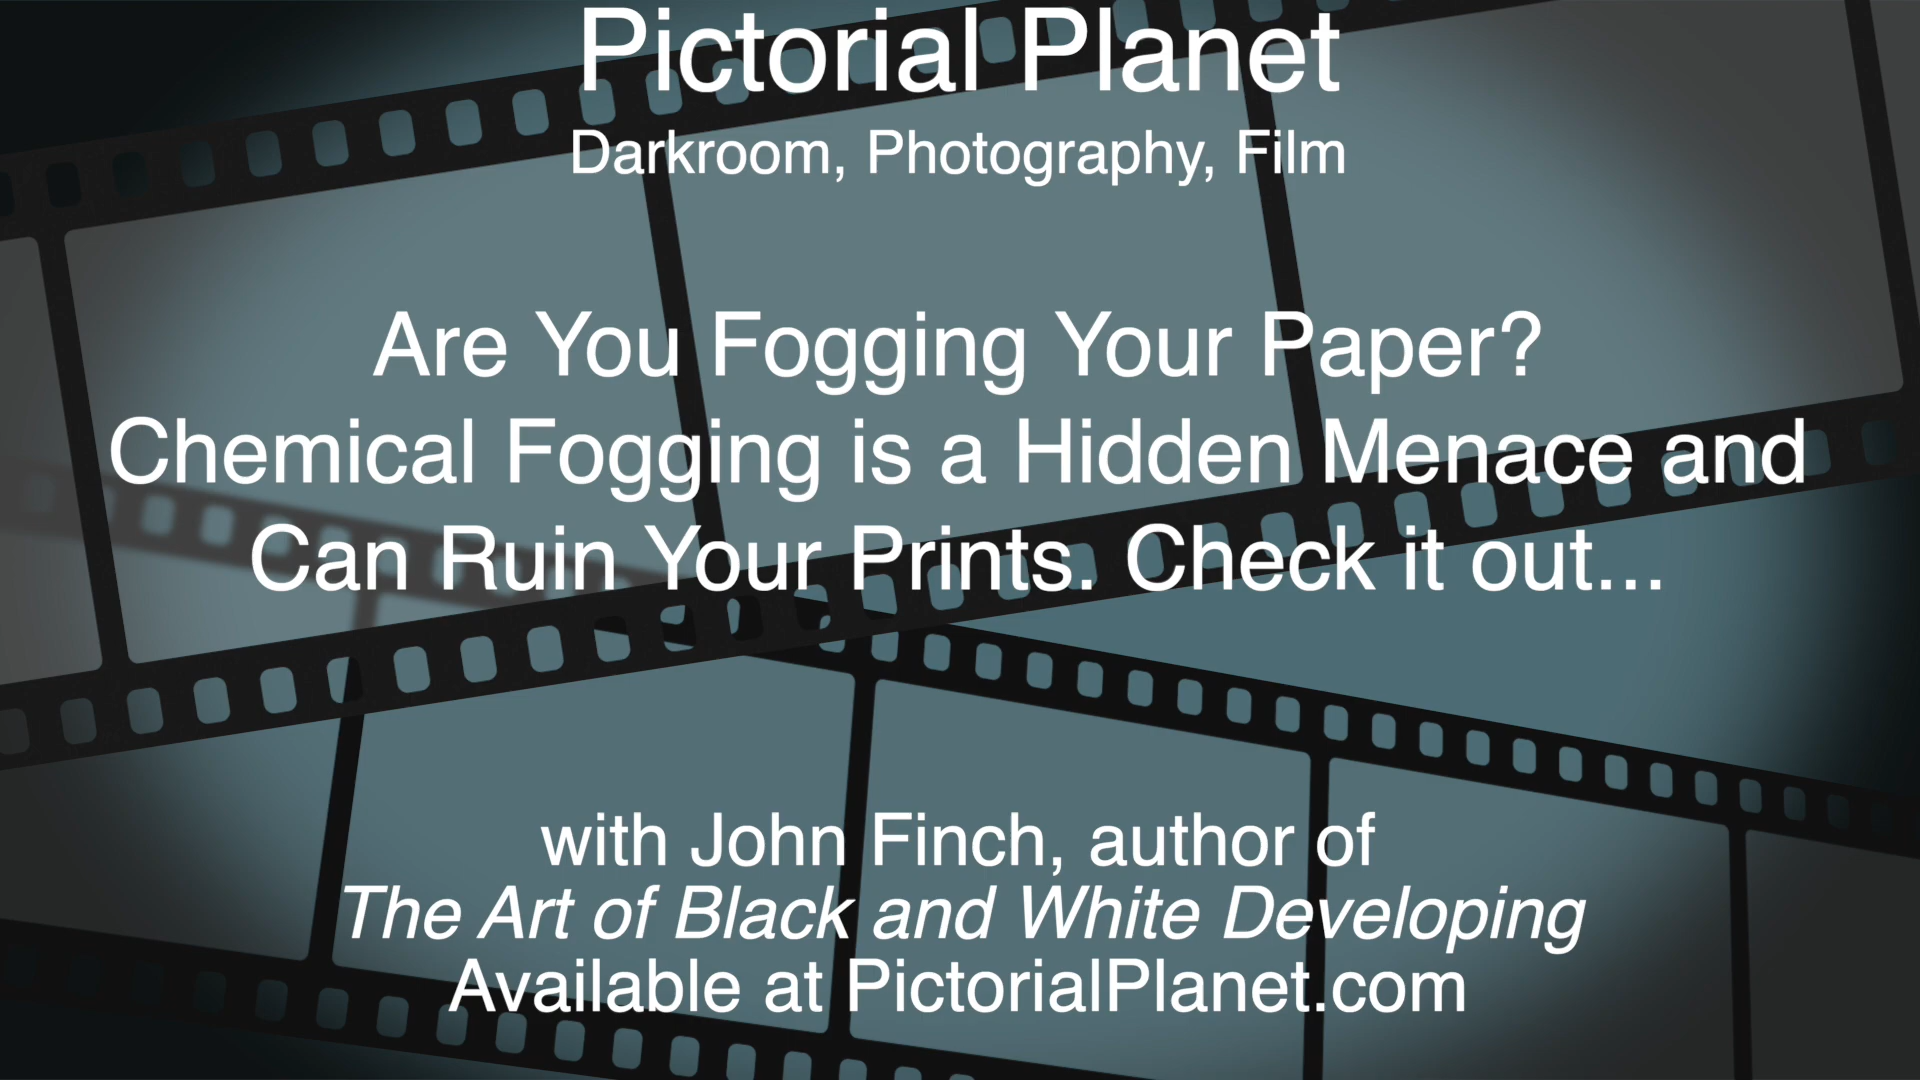 Pictorial Planet
Darkroom, Photography, Film
Are You Fogging Your Paper?
Chemical Fogging is a Hidden Menace and
Can Ruin Your Prints. Check it out...
with John Finch, author of
The Art of Black and White Developing
Available at PictorialPlanet.com